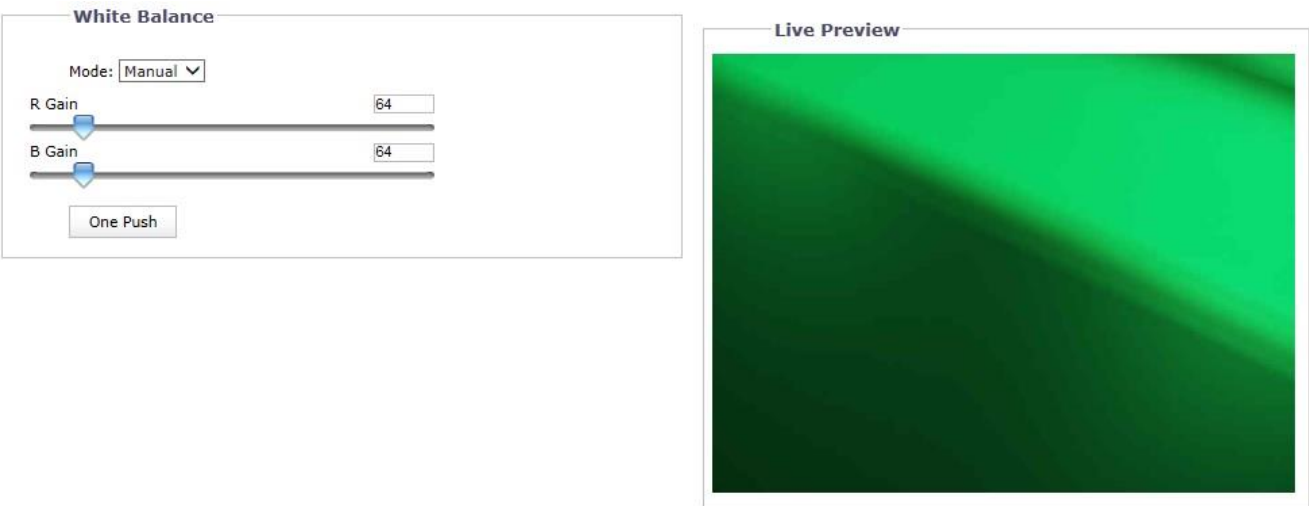 White Balance
Mode: Manual
R Gain 64
B Gain 64
One Push
Live Preview